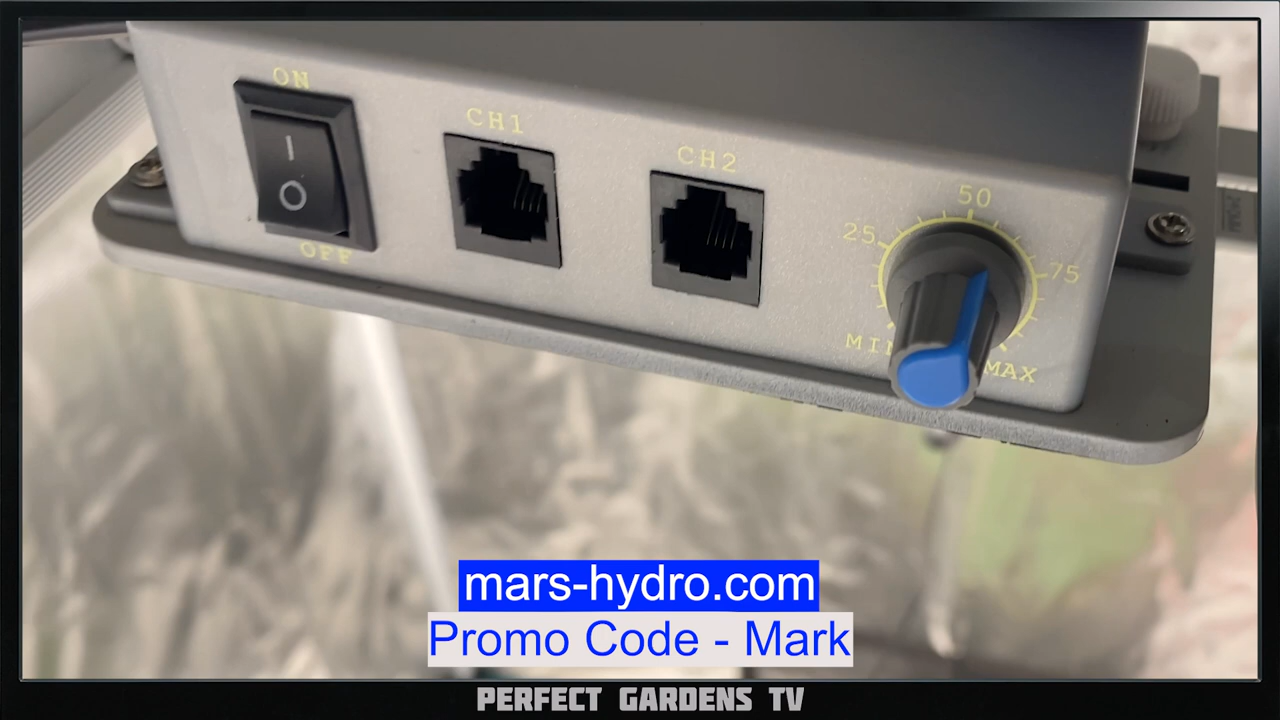 ON
CH1
CH2
50
25
75
OFF
MIN
MAX
mars-hydro.com
Promo Code - Mark
PERFECT GARDENS TV